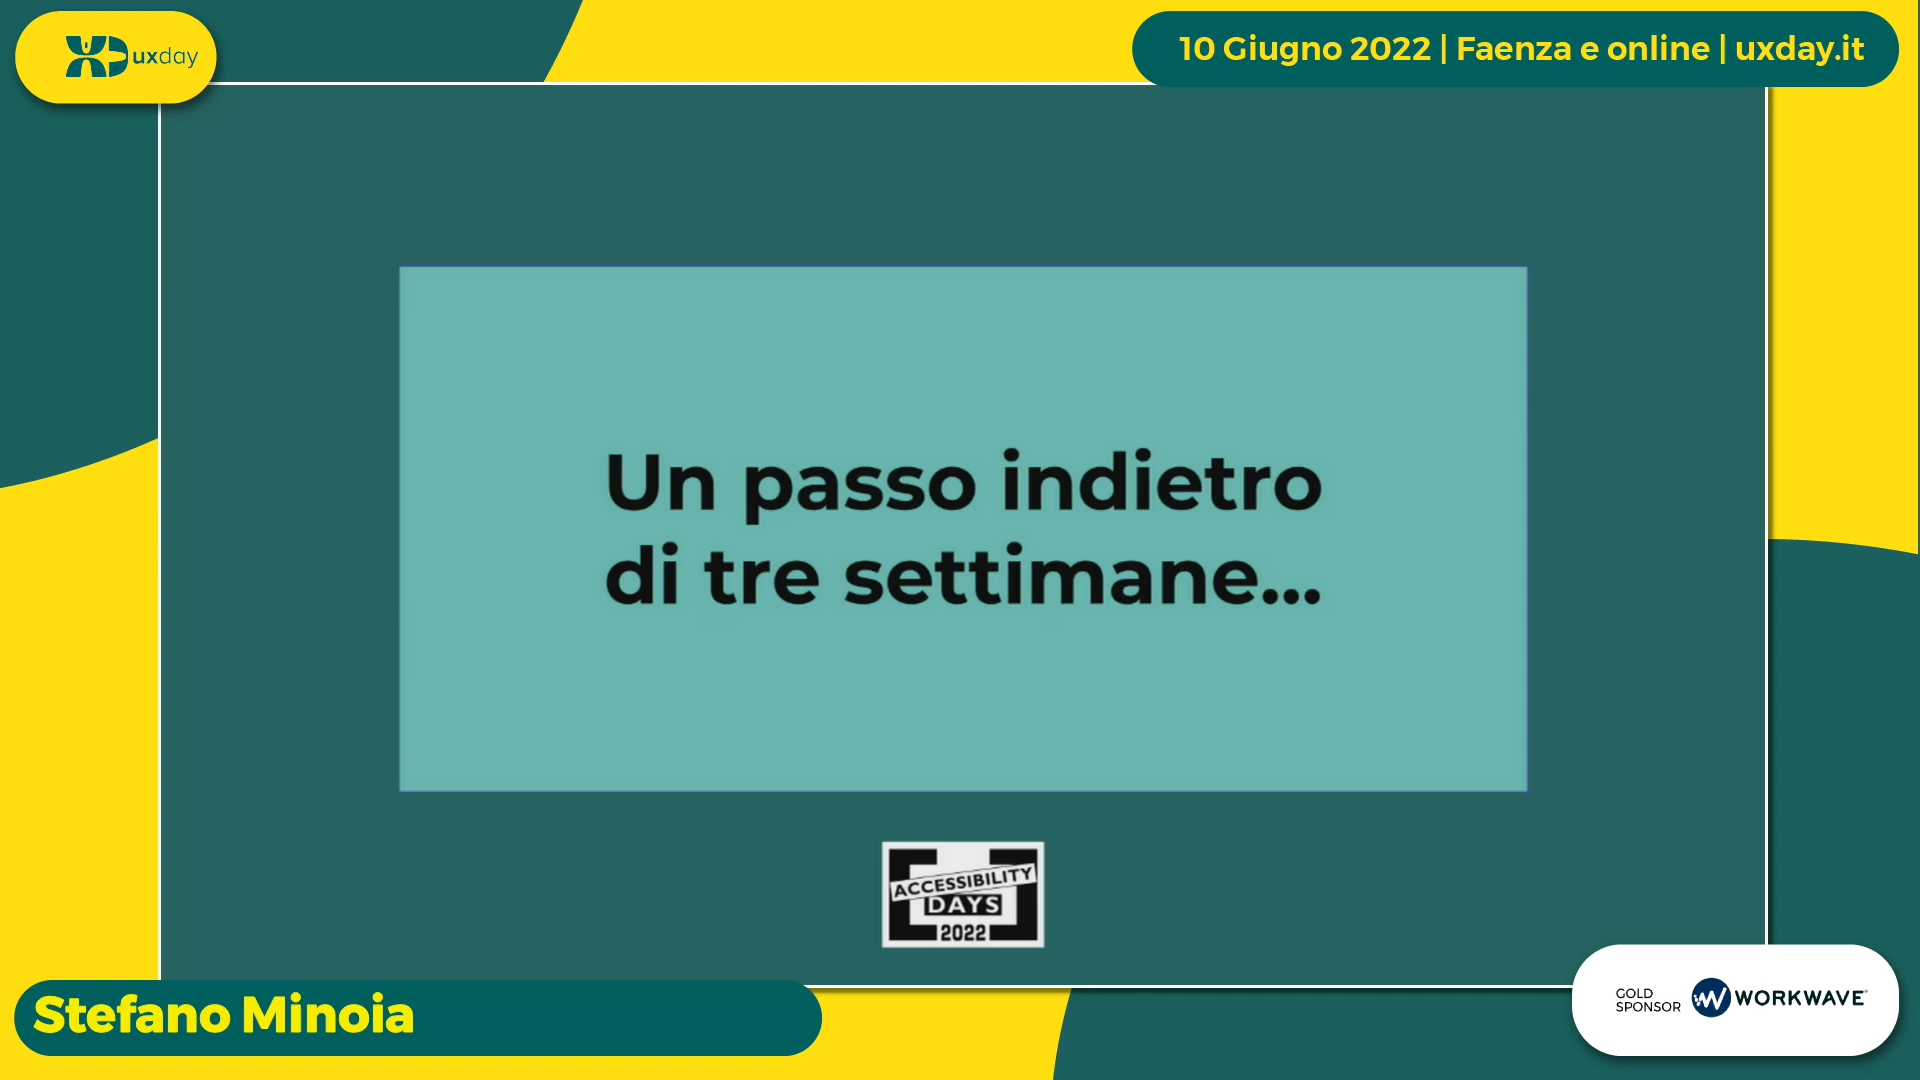 uxday
10 Giugno 2022 | Faenza e online | uxday.it
Un passo indietro
di tre settimane...
ACCESSIBILITY
DAYS
2022
Stefano Minoia
GOLD
SPONSOR
WORKWAVE